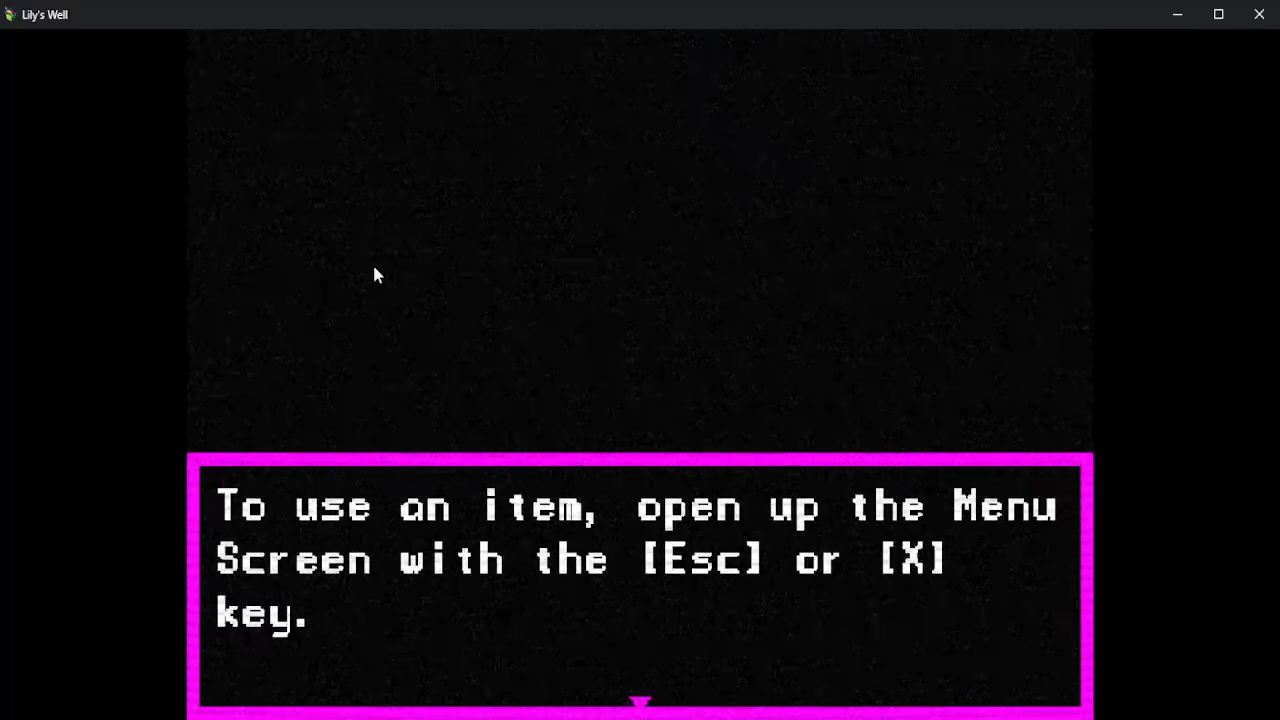 Lily's Well
To use an item, open up the Menu
Screen with the [Esc] or [X]
key.